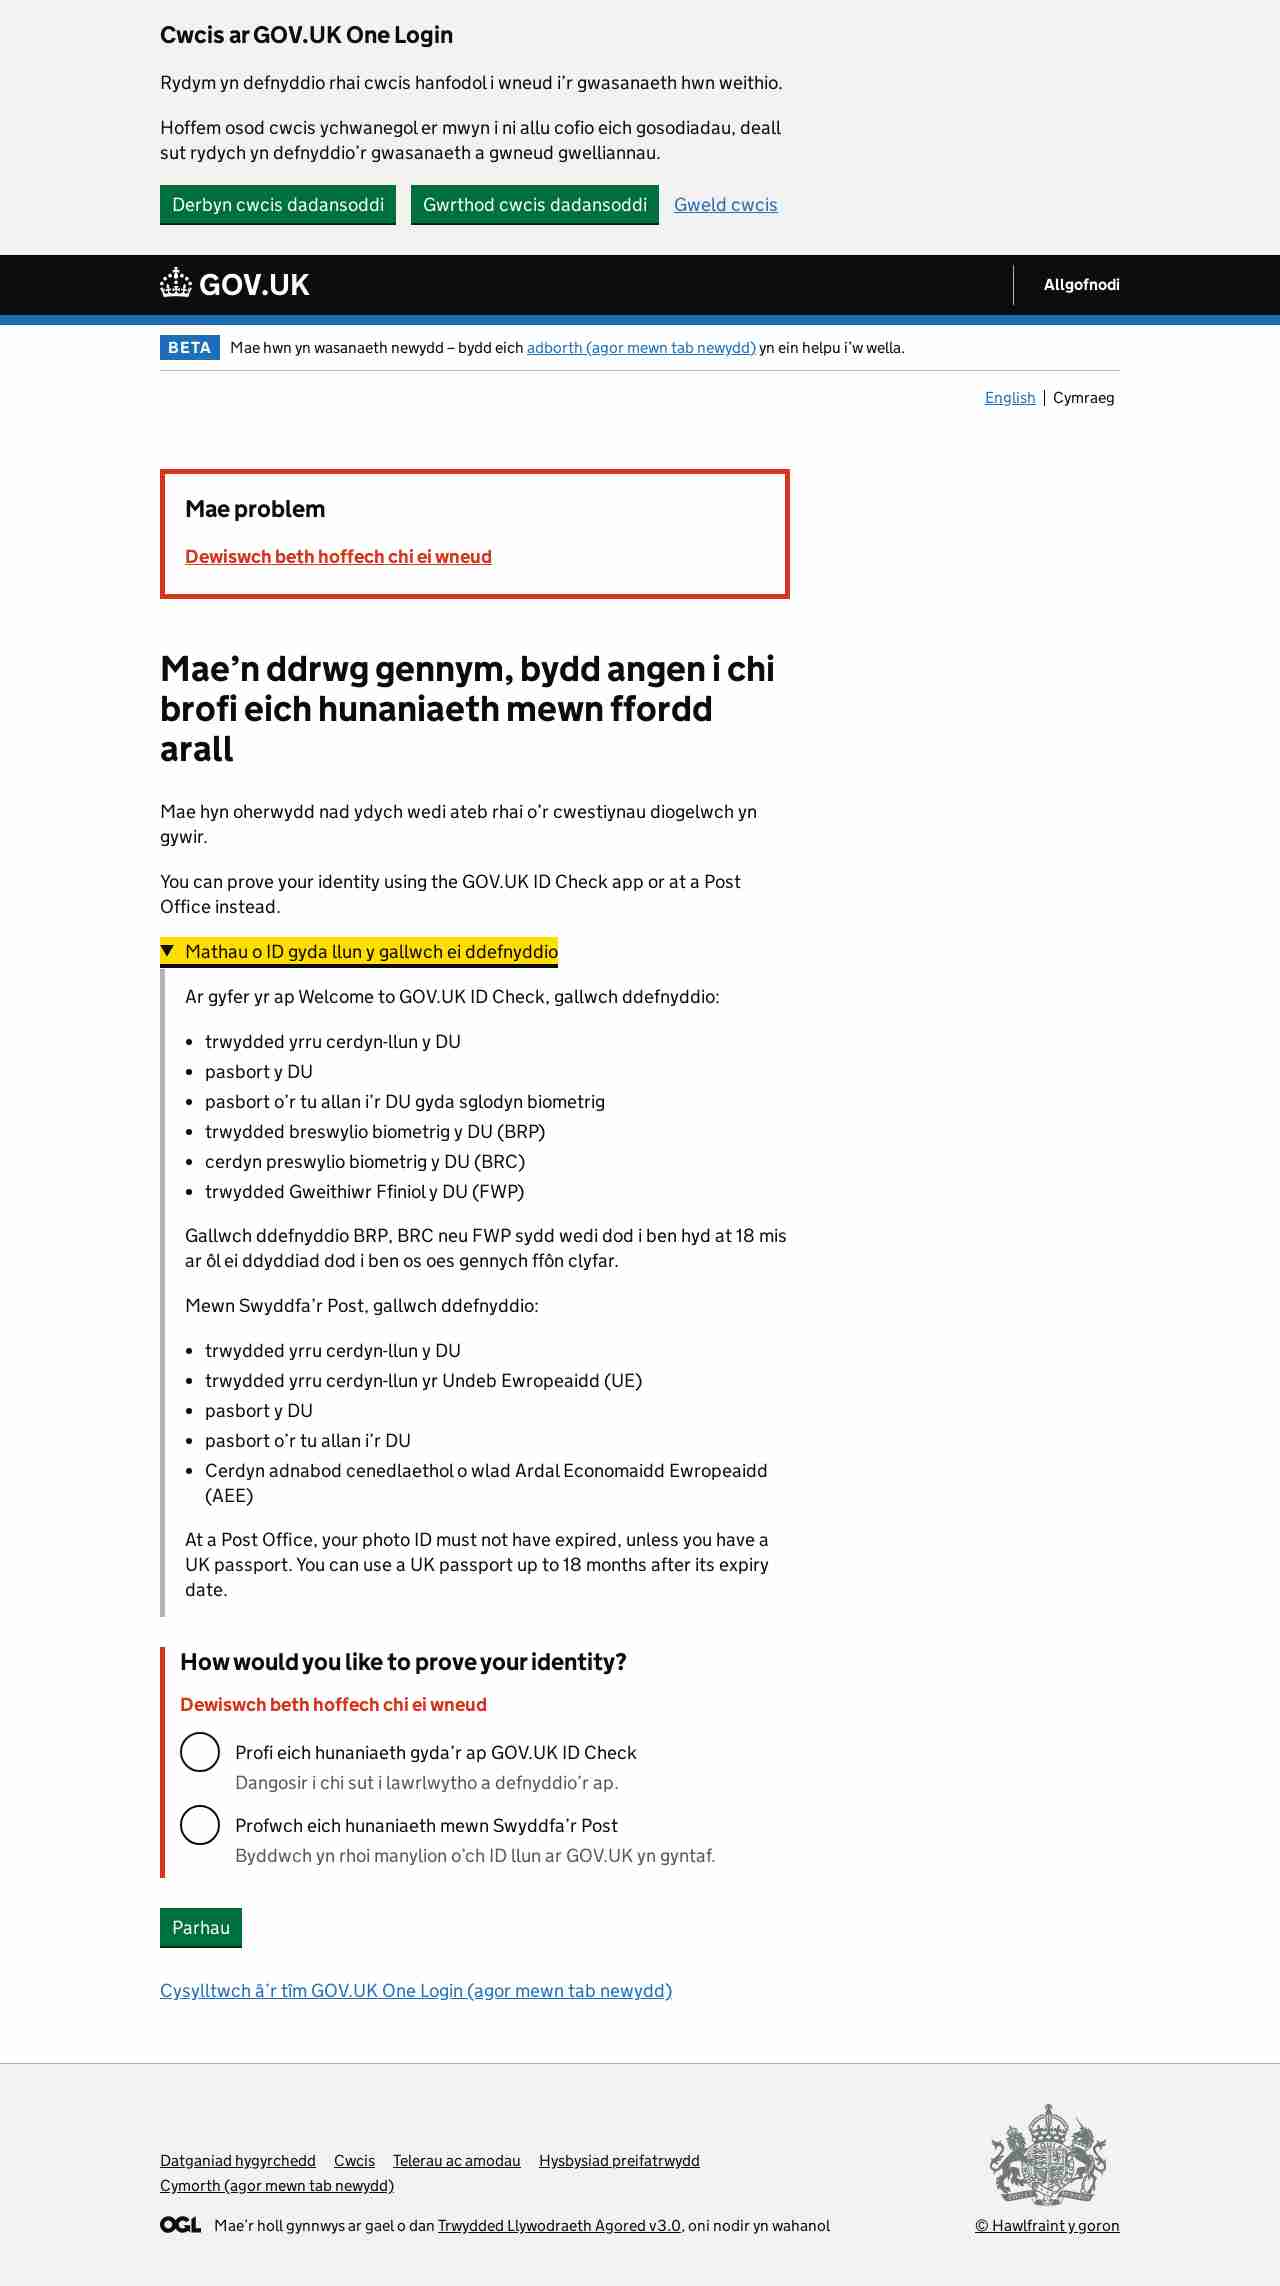 Cwcis ar GOV.UK One Login
Rydym yn defnyddio rhai cwcis hanfodol i wneud i’r gwasanaeth hwn weithio.
Hoffem osod cwcis ychwanegol er mwyn i ni allu cofio eich gosodiadau, deall
sut rydych yn defnyddio’r gwasanaeth a gwneud gwelliannau.
Derbyn cwcis dadansoddi Gwrthod cwcis dadansoddi Gweld cwcis
GOV.UK Allgofnodi
BETA Mae hwn yn wasanaeth newydd – bydd eich adborth (agor mewn tab newydd) yn ein helpu i’w wella.
English Cymraeg
Mae problem
Dewiswch beth hoffech chi ei wneud
Mae’n ddrwg gennym, bydd angen i chi
brofi eich hunaniaeth mewn ffordd
arall
Mae hyn oherwydd nad ydych wedi ateb rhai o’r cwestiynau diogelwch yn
gywir.
You can prove your identity using the GOV.UK ID Check app or at a Post
Office instead.
Mathau o ID gyda llun y gallwch ei ddefnyddio
Ar gyfer yr ap Welcome to GOV.UK ID Check, gallwch ddefnyddio:
• trwydded yrru cerdyn-llun y DU
• pasbort y DU
• pasbort o’r tu allan i’r DU gyda sglodyn biometrig
• trwydded breswylio biometrig y DU (BRP)
• cerdyn preswylio biometrig y DU (BRC)
• trwydded Gweithiwr Ffiniol y DU (FWP)
Gallwch ddefnyddio BRP, BRC neu FWP sydd wedi dod i ben hyd at 18 mis
ar ôl ei ddyddiad dod i ben os oes gennych ffôn clyfar.
Mewn Swyddfa’r Post, gallwch ddefnyddio:
• trwydded yrru cerdyn-llun y DU
• trwydded yrru cerdyn-llun yr Undeb Ewropeaidd (UE)
• pasbort y DU
• pasbort o’r tu allan i’r DU
• Cerdyn adnabod cenedlaethol o wlad Ardal Economaidd Ewropeaidd
(AEE)
At a Post Office, your photo ID must not have expired, unless you have a
UK passport. You can use a UK passport up to 18 months after its expiry
date.
How would you like to prove your identity?
Dewiswch beth hoffech chi ei wneud
Profi eich hunaniaeth gyda’r ap GOV.UK ID Check
Dangosir i chi sut i lawrlwytho a defnyddio’r ap.
Profwch eich hunaniaeth mewn Swyddfa’r Post
Byddwch yn rhoi manylion o’ch ID llun ar GOV.UK yn gyntaf.
Parhau
Cysylltwch â’r tîm GOV.UK One Login (agor mewn tab newydd)
Datganiad hygyrchedd Cwcis Telerau ac amodau Hysbysiad preifatrwydd
Cymorth (agor mewn tab newydd)
OGL Mae’r holl gynnwys ar gael o dan Trwydded Llywodraeth Agored v3.0, oni nodir yn wahanol
© Hawlfraint y goron